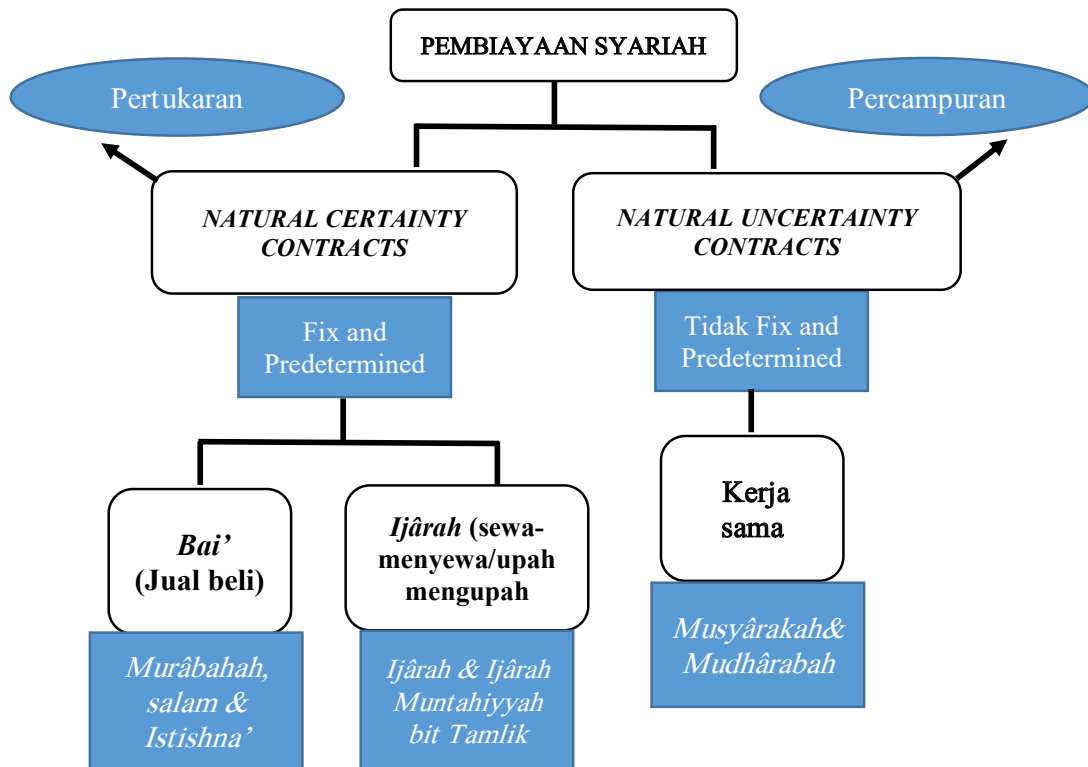 PEMBIAYAAN SYARIAH
Pertukaran
Percampuran
NATURAL CERTAINTY
CONTRACTS
NATURAL UNCERTAINTY
CONTRACTS
Fix and
Predetermined
Tidak Fix and
Predetermined
Bai’
(Jual beli)
Ijârah (sewa-
menyewa/upah
mengupah
Kerja
sama
Murâbahah,
salam &
Istishna’
Ijârah & Ijârah
Muntahiyyah
bit Tamlik
Musyârakah&
Mudhârabah